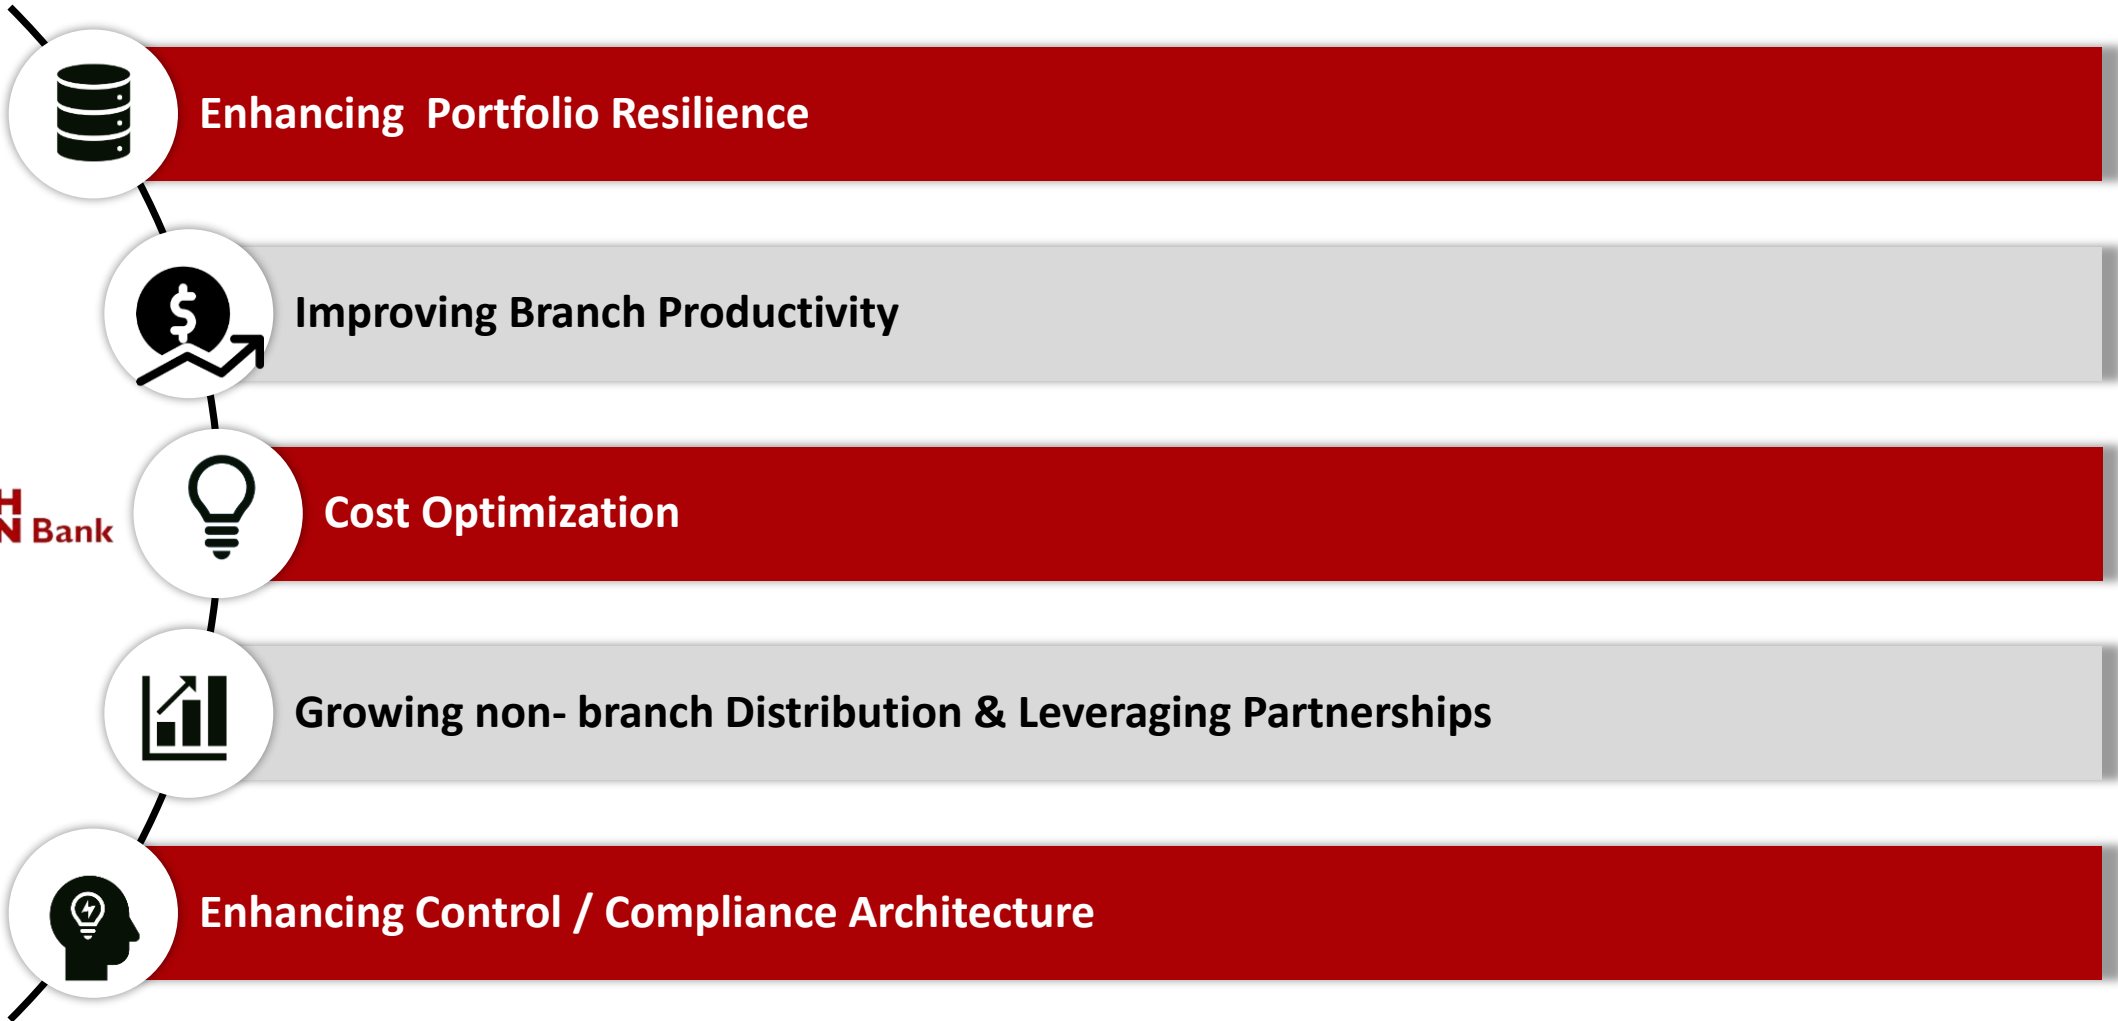 Enhancing  Portfolio Resilience
Improving Branch Productivity
H
N Bank
Cost Optimization
Growing non- branch Distribution & Leveraging Partnerships
Enhancing Control / Compliance Architecture